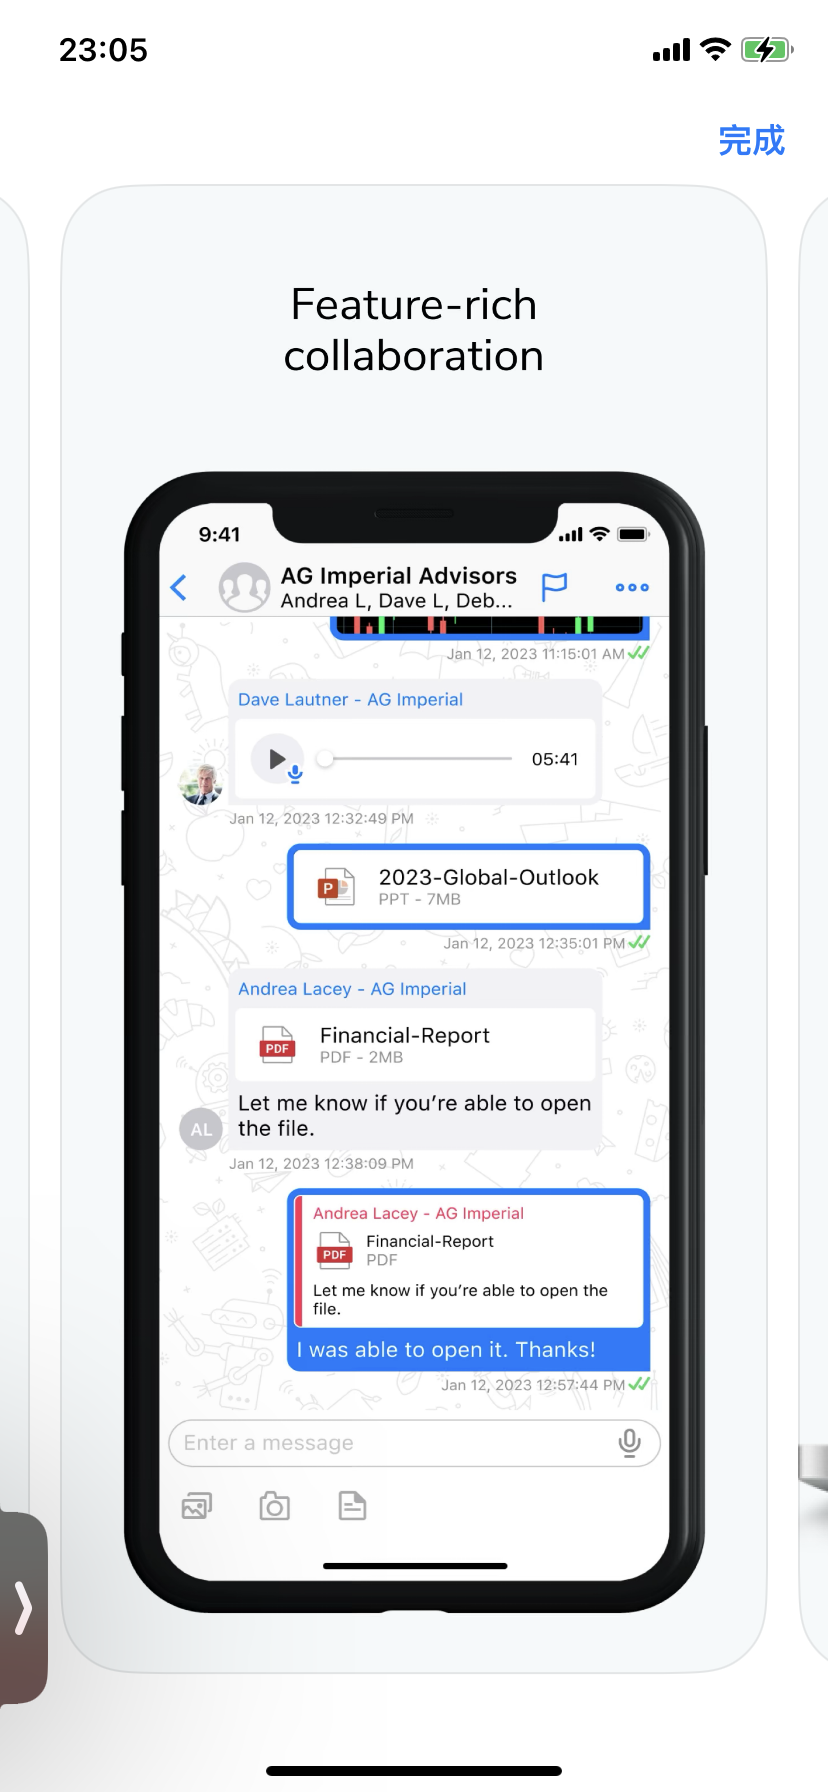 23:05
完成
Feature-rich
collaboration
9:41
AG Imperial Advisors
Andrea L, Dave L, Deb...
Jan 12, 2023 11:15:01 AM
Dave Lautner - AG Imperial
05:41
Jan 12, 2023 12:32:49 PM
P
2023-Global-Outlook
PPT - 7MB
Jan 12, 2023 12:35:01 PM
Andrea Lacey - AG Imperial
PDF
Financial-Report
PDF - 2MB
Let me know if you’re able to open
the file.
AL
Jan 12, 2023 12:38:09 PM
Andrea Lacey - AG Imperial
PDF
Financial-Report
PDF
Let me know if you’re able to open the
file.
I was able to open it. Thanks!
Jan 12, 2023 12:57:44 PM
Enter a message